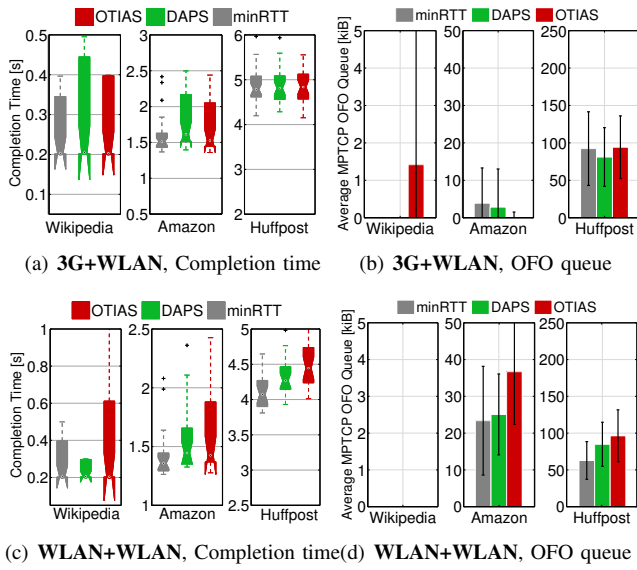 OTIAS DAPS minRTT
Completion Time [s]
0.5
0.4
0.3
0.2
0.1
Wikipedia
3
2.5
2
1.5
1
0.5
Amazon
6
5
4
3
2
Huffpost
(a) 3G+WLAN, Completion time
minRTT DAPS OTIAS
Average MPTCP OFO Queue [kiB]
5
4
3
2
1
0
Wikipedia
50
40
30
20
10
0
Amazon
250
200
150
100
50
0
Huffpost
(b) 3G+WLAN, OFO queue
OTIAS DAPS minRTT
Completion Time [s]
1
0.8
0.6
0.4
0.2
Wikipedia
2.5
2
1.5
1
Amazon
5
4.5
4
3.5
3
2.5
Huffpost
(c) WLAN+WLAN, Completion time
minRTT DAPS OTIAS
Average MPTCP OFO Queue [kiB]
5
4
3
2
1
0
Wikipedia
50
40
30
20
10
0
Amazon
250
200
150
100
50
0
Huffpost
(d) WLAN+WLAN, OFO queue